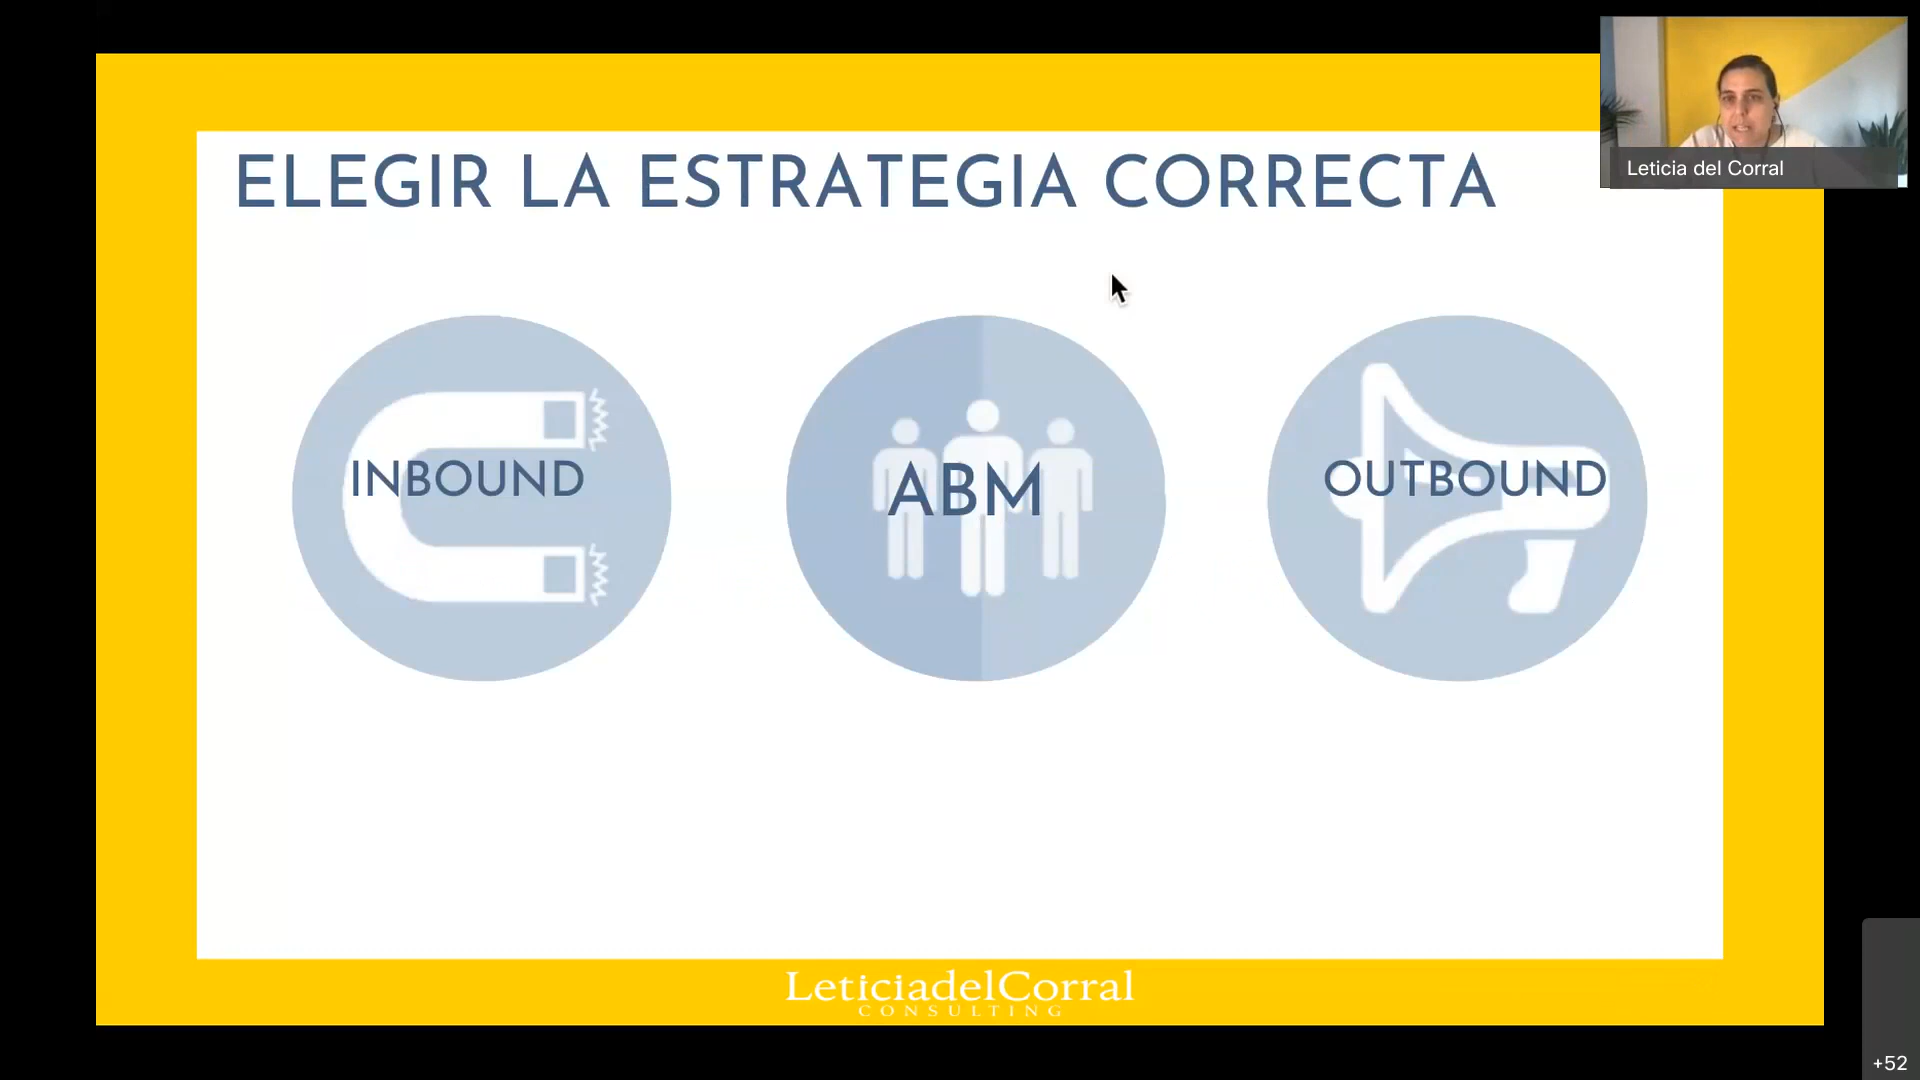 Leticia del Corral
ELEGIR LA ESTRATEGIA CORRECTA
INBOUND
ABM
OUTBOUND
LeticiadelCorral
CONSULTING
+52